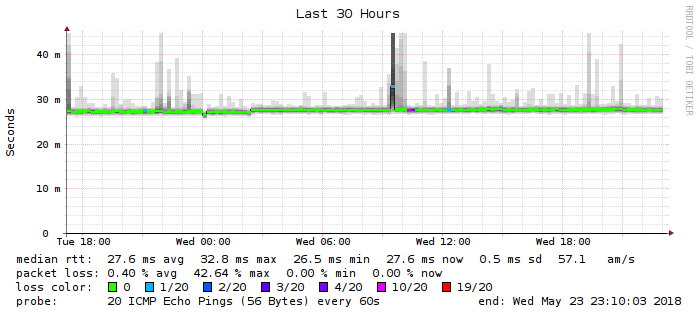 Last 30 Hours
RRDTOOL / TOBI OETIKER
Seconds
40 m
30 m
20 m
10 m
0
Tue 18:00 Wed 00:00 Wed 06:00 Wed 12:00 Wed 18:00
median rtt: 27.6 ms avg 32.8 ms max 26.5 ms min 27.6 ms now 0.5 ms sd 57.1 am/s
packet loss: 0.40 % avg 42.64 % max 0.00 % min 0.00 % now
loss color: 0 1/20 2/20 3/20 4/20 10/20 19/20
probe: 20 ICMP Echo Pings (56 Bytes) every 60s end: Wed May 23 23:10:03 2018